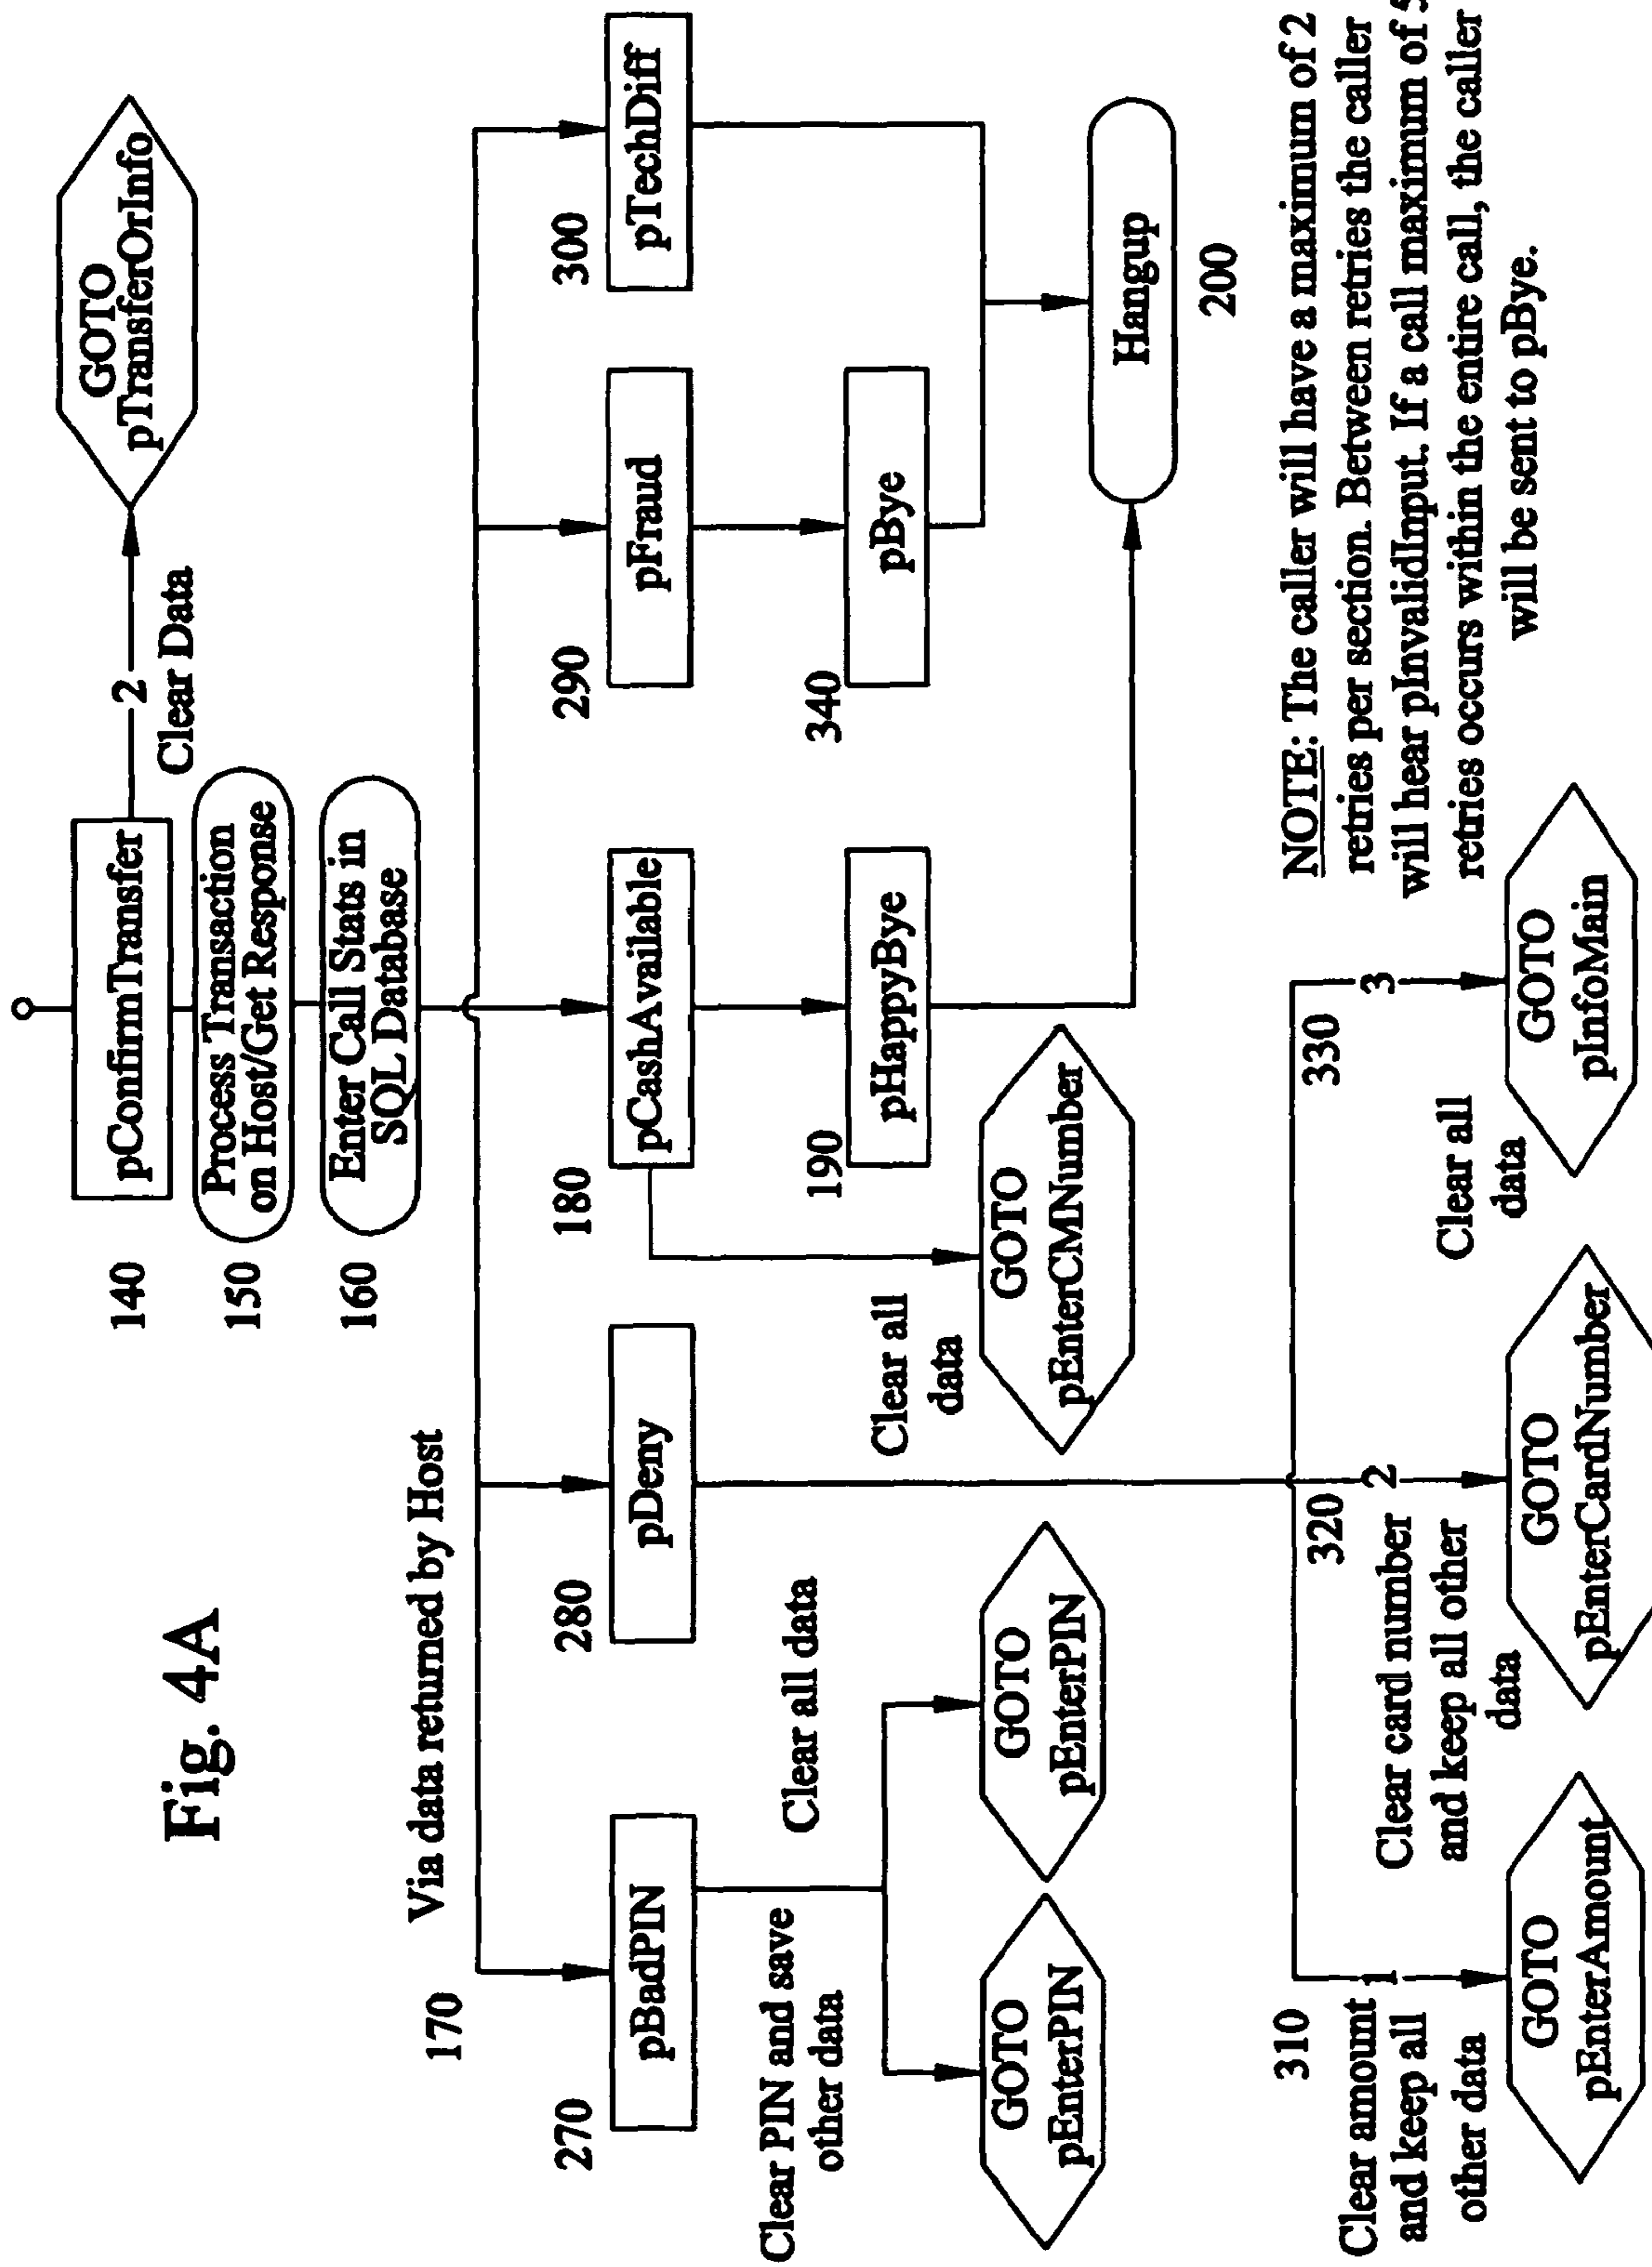 Fig. 4A
140
pConfirmTransfer
2
Clear Data
GOTO
pTransferOrInfo
150
Process Transaction
on Host/Get Response
160
Enter Call Stats in
SQL Database
170
Via data returned by Host
270
pBadPIN
280
pDeny
180
pCashAvailable
290
pFraud
300
pTechDiff
Clear PIN and save
other data
Clear all data
Clear all
data
190
pHappyBye
340
pBye
GOTO
pEnterPIN
GOTO
pEnterPIN
GOTO
pEnterCMNumber
Hangup
200
310
1
Clear amount
and keep all
other data
GOTO
pEnterAmount
320
2
Clear card number
and keep all other
data
GOTO
pEnterCardNumber
330
3
Clear all
data
GOTO
pInfoMain
NOTE: The caller will have a maximum of 2
retries per section. Between retries the caller
will hear pInvalidInput. If a call maximum of 5
retries occurs within the entire call, the caller
will be sent to pBye.